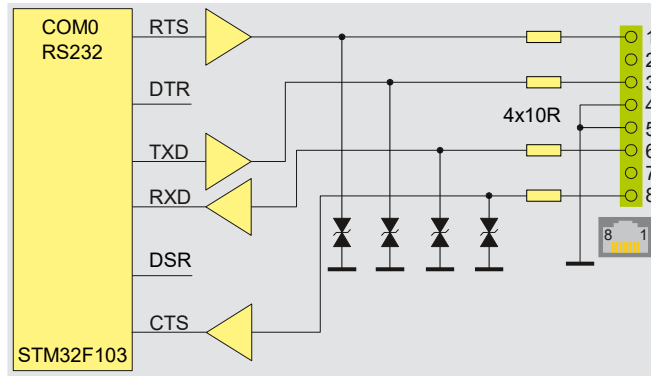 COM0
RS232
RTS
DTR
TXD
RXD
DSR
CTS
STM32F103
4x10R
1
2
3
4
5
6
7
8
8 1